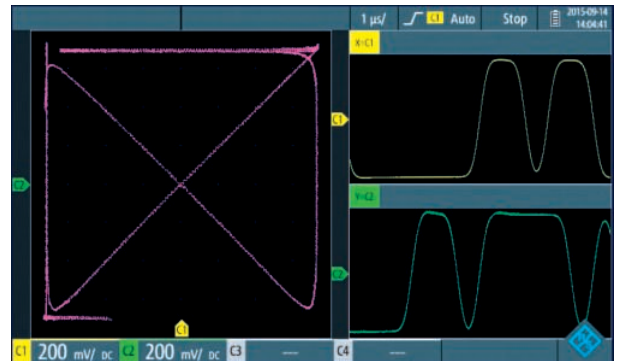 1 µs/ C1 Auto Stop 2015-09-14
14:04:41
X=C1
C1
C2
Y=C2
C2
C1
C1 200 mV/ DC C2 200 mV/ DC C3 --- C4 ---